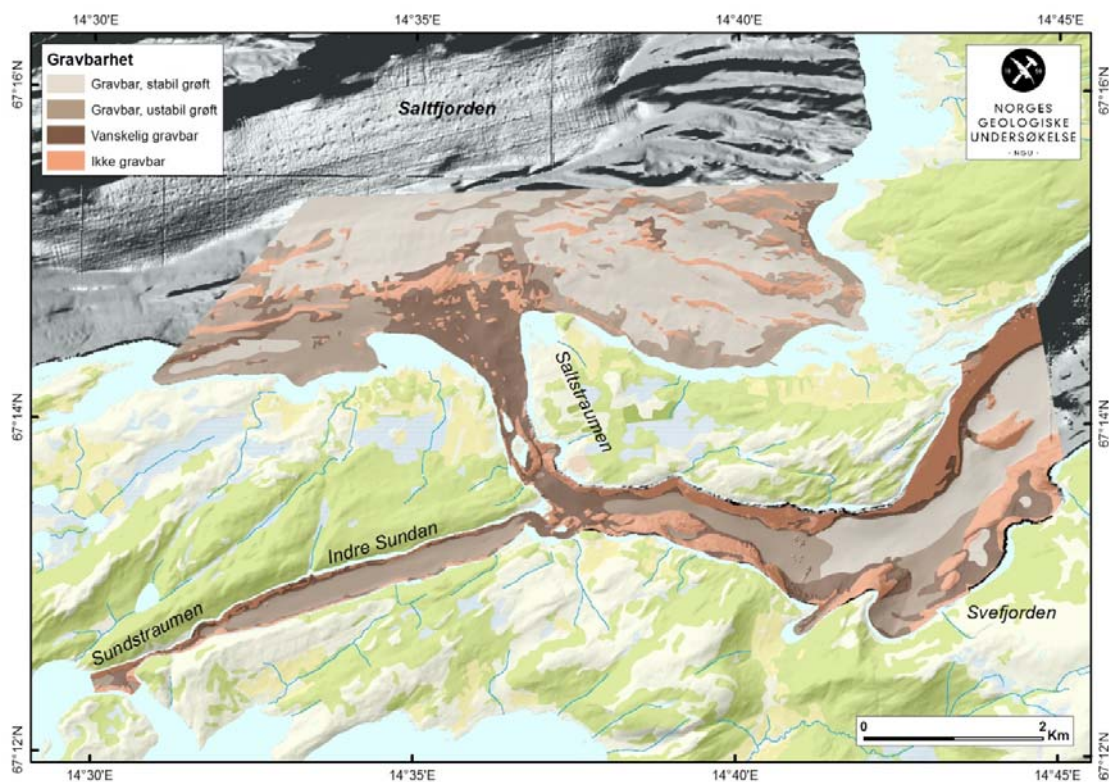 14°30'E
14°35'E
14°40'E
14°45'E
Gravbarhet
Gravbar, stabil grøft
Gravbar, ustabil grøft
Vanskelig gravbar
Ikke gravbar
67°16'N
67°16'N
Saltfjorden
NORGES
GEOLOGISKE
UNDERSØKELSE
· NGU ·
67°14'N
67°14'N
Saltstraumen
Indre Sundan
Sundstraumen
Svefjorden
0 2
Km
67°12'N
67°12'N
14°30'E
14°35'E
14°40'E
14°45'E